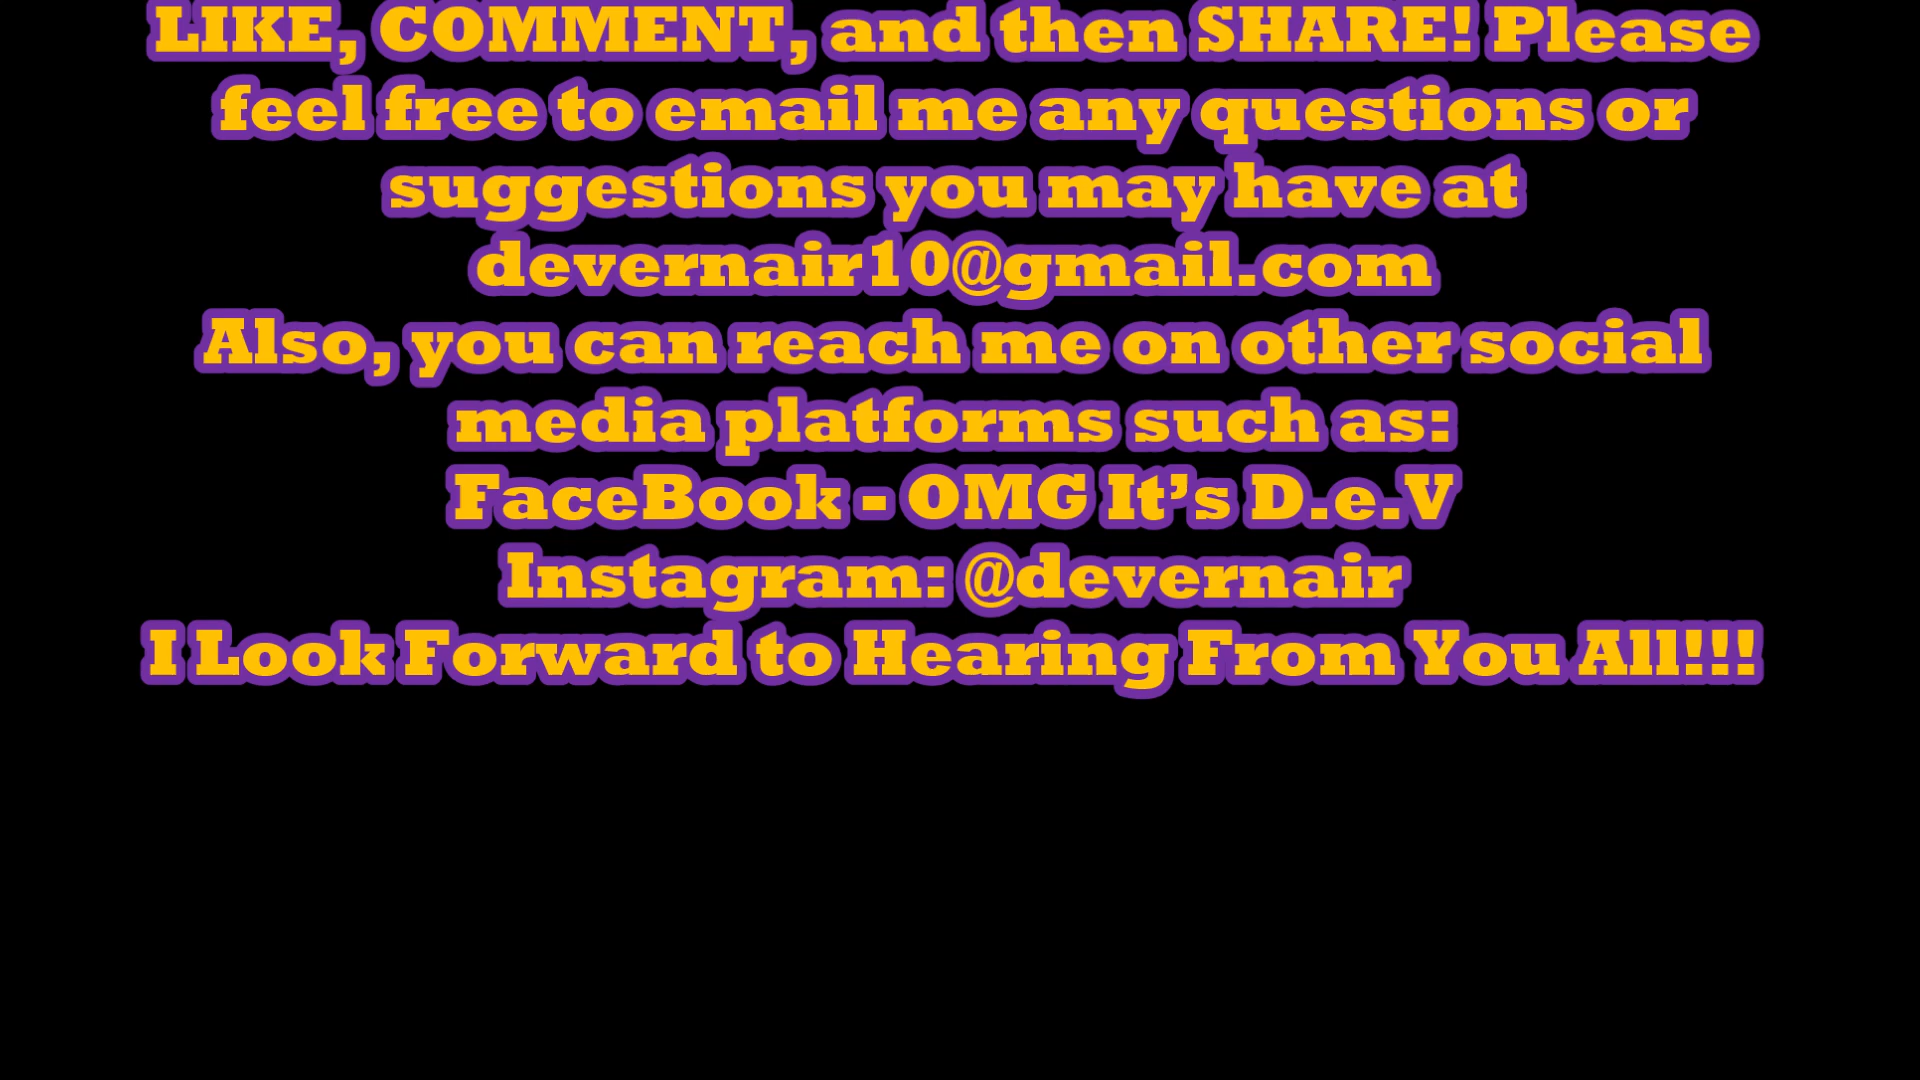 LIKE, COMMENT, and then SHARE! Please
feel free to email me any questions or
suggestions you may have at
devernair10@gmail.com
Also, you can reach me on other social
media platforms such as:
FaceBook - OMG It’s D.e.V
Instagram: @devernair
I Look Forward to Hearing From You All!!!